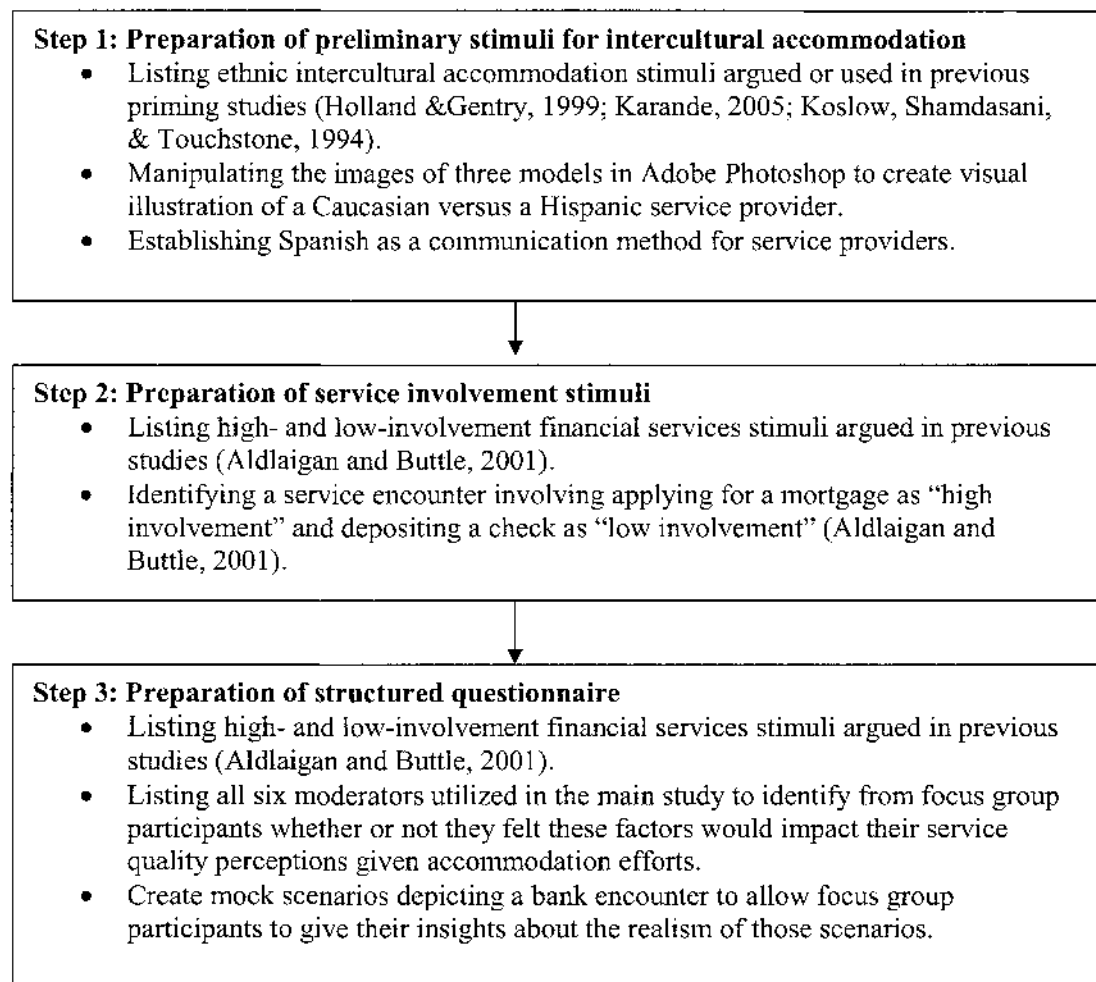 Step 1: Preparation of preliminary stimuli for intercultural accommodation
• Listing ethnic intercultural accommodation stimuli argued or used in previous
priming studies (Holland &Gentry, 1999; Karande, 2005; Koslow, Shamdasani,
& Touchstone, 1994).
• Manipulating the images of three models in Adobe Photoshop to create visual
illustration of a Caucasian versus a Hispanic service provider.
• Establishing Spanish as a communication method for service providers.
Step 2: Preparation of service involvement stimuli
• Listing high- and low-involvement financial services stimuli argued in previous
studies (Aldlaigan and Buttle, 2001).
• Identifying a service encounter involving applying for a mortgage as “high
involvement” and depositing a check as “low involvement” (Aldlaigan and
Buttle, 2001).
Step 3: Preparation of structured questionnaire
• Listing high- and low-involvement financial services stimuli argued in previous
studies (Aldlaigan and Buttle, 2001).
• Listing all six moderators utilized in the main study to identify from focus group
participants whether or not they felt these factors would impact their service
quality perceptions given accommodation efforts.
• Create mock scenarios depicting a bank encounter to allow focus group
participants to give their insights about the realism of those scenarios.